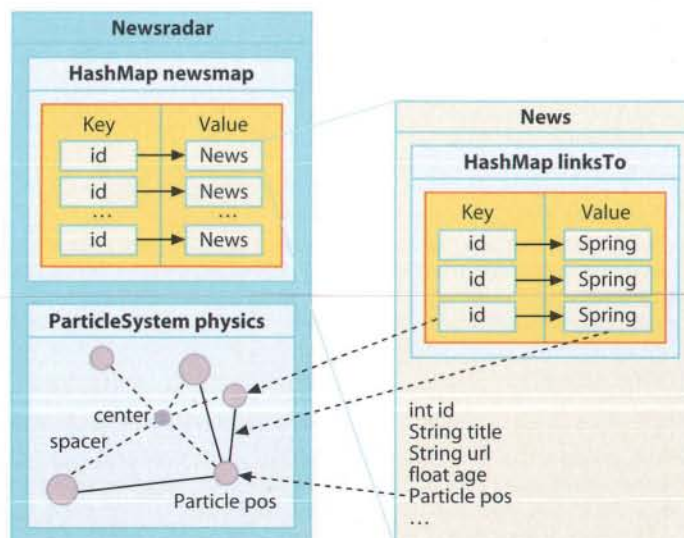 Newsradar
HashMap newsmap
Key Value
id News
id News
... ...
id News
ParticleSystem physics
center
spacer
Particle pos
News
HashMap linksTo
Key Value
id Spring
id Spring
id Spring
int id
String title
String url
float age
Particle pos
...